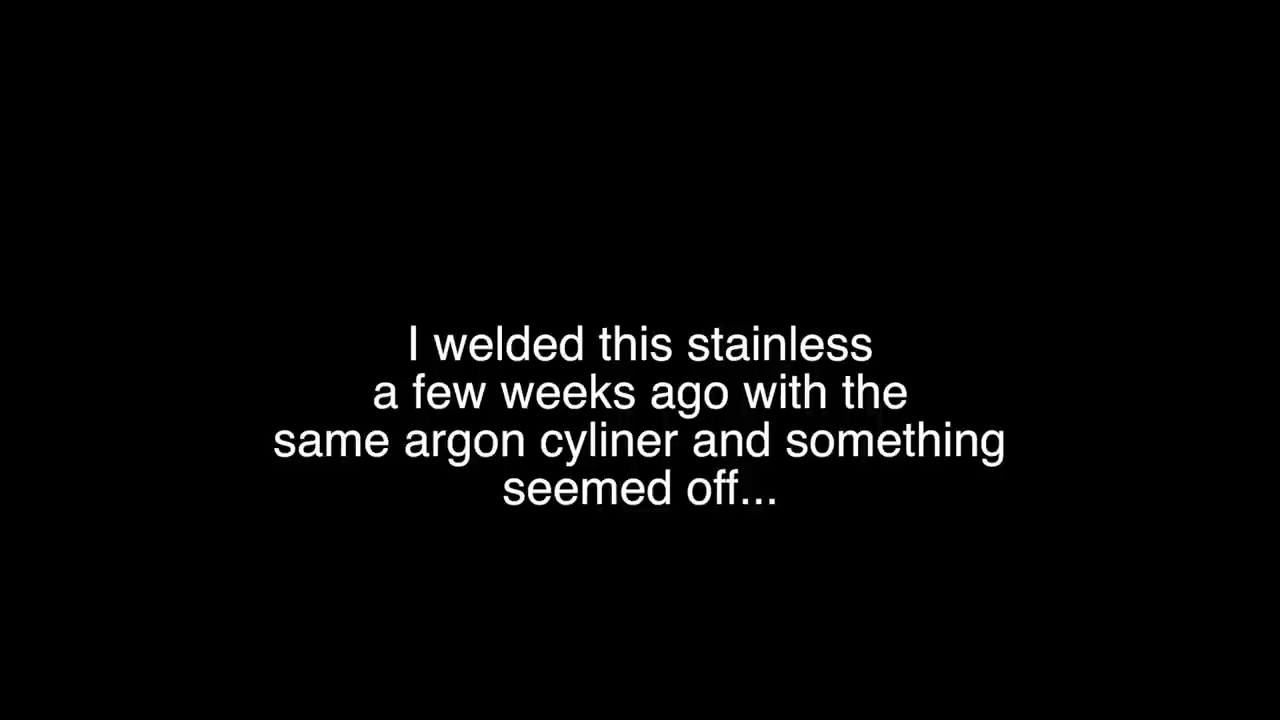 I welded this stainless
a few weeks ago with the
same argon cyliner and something
seemed off...